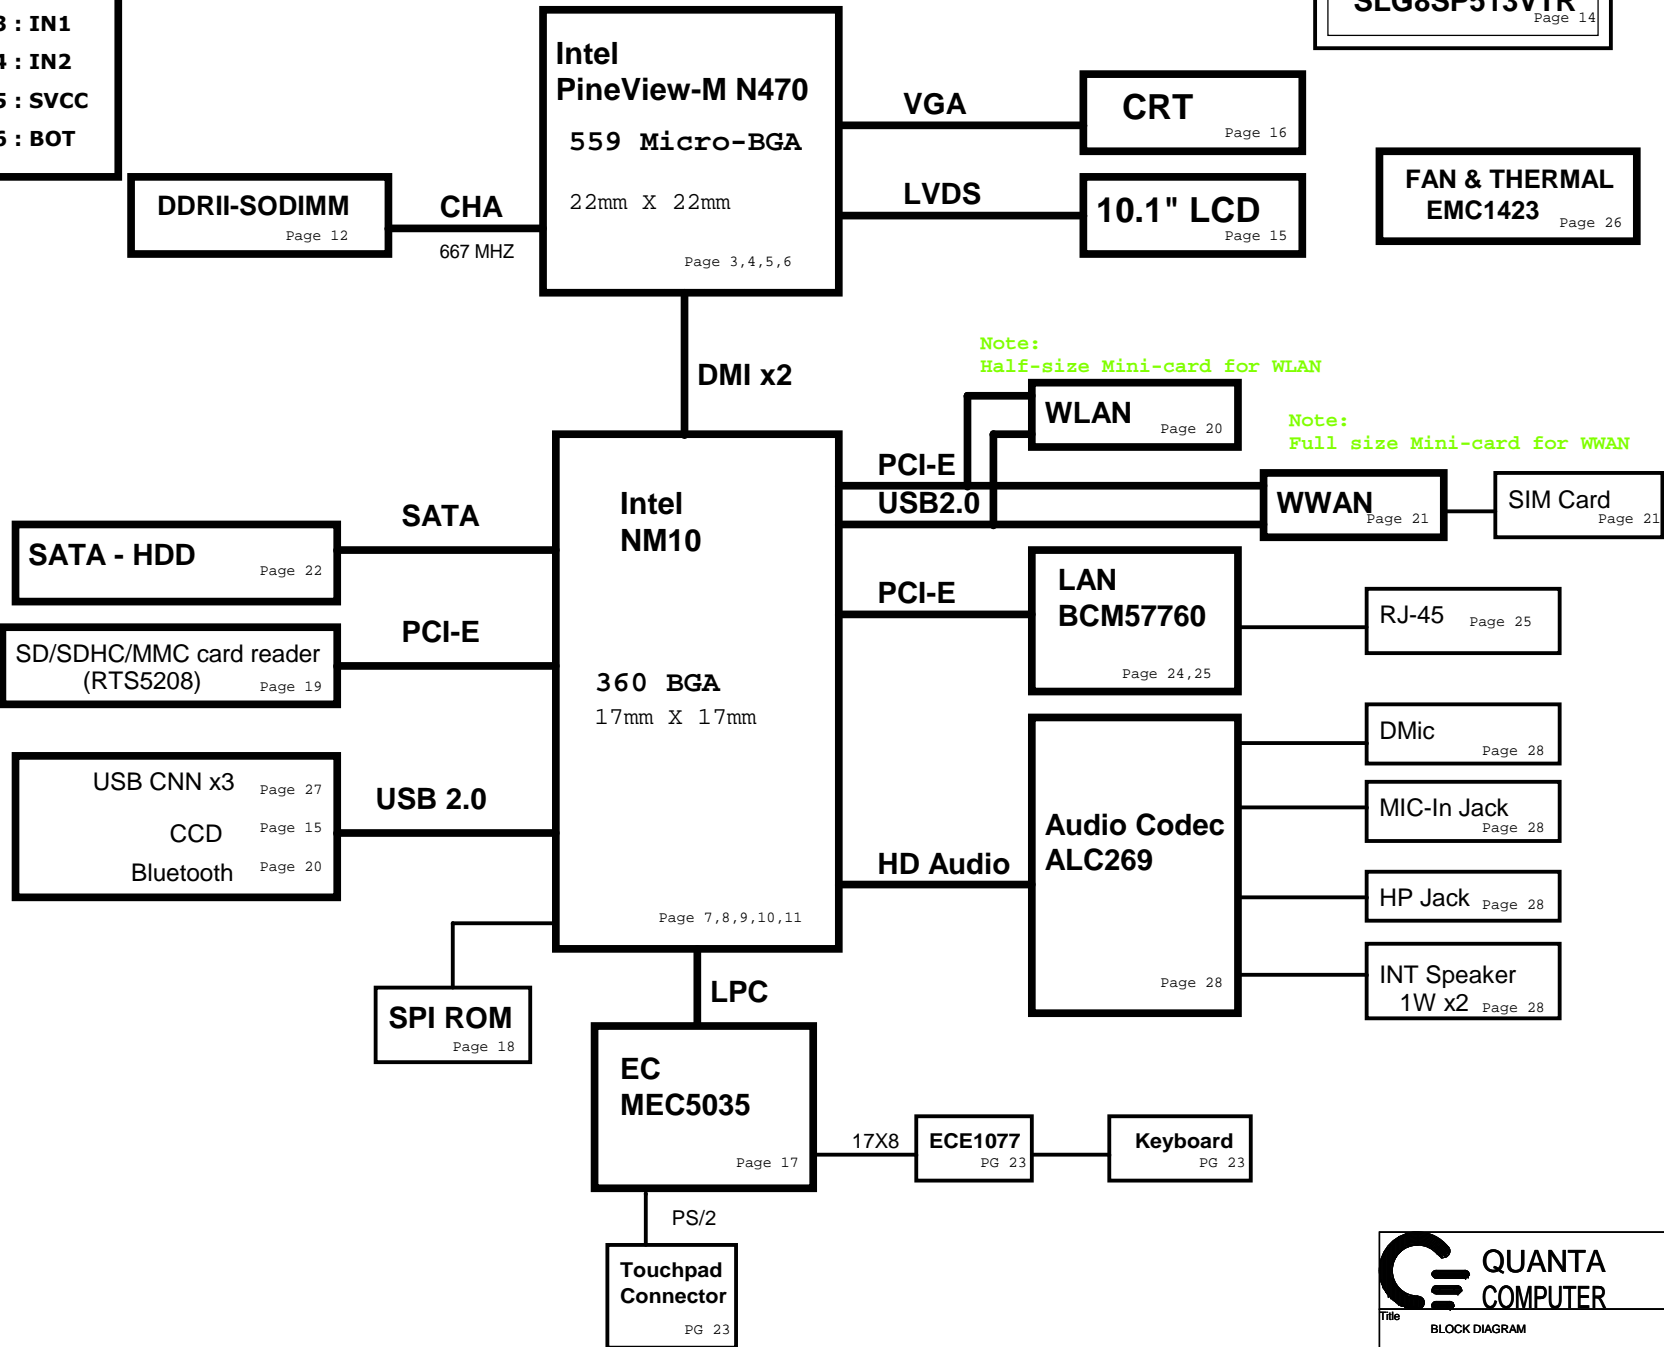 : IN1
: IN2
: SVCC
: BOT
Page 14
Intel
PineView-M N470
559 Micro-BGA
22mm X 22mm
Page 3,4,5,6
VGA
CRT
Page 16
LVDS
10.1" LCD
Page 15
FAN & THERMAL
EMC1423
Page 26
DDRII-SODIMM
Page 12
CHA
667 MHZ
DMI x2
Note:
Half-size Mini-card for WLAN
WLAN
Page 20
Note:
Full size Mini-card for WWAN
PCI-E
USB2.0
WWAN
Page 21
SIM Card
Page 21
Intel
NM10
360 BGA
17mm X 17mm
Page 7,8,9,10,11
SATA
SATA - HDD
Page 22
PCI-E
SD/SDHC/MMC card reader
(RTS5208)
Page 19
USB 2.0
USB CNN x3
Page 27
CCD
Page 15
Bluetooth
Page 20
PCI-E
LAN
BCM57760
Page 24,25
RJ-45
Page 25
HD Audio
Audio Codec
ALC269
Page 28
DMic
Page 28
MIC-In Jack
Page 28
HP Jack
Page 28
INT Speaker
1W x2
Page 28
SPI ROM
Page 18
LPC
EC
MEC5035
Page 17
17X8
ECE1077
PG 23
Keyboard
PG 23
PS/2
Touchpad
Connector
PG 23
QUANTA
COMPUTER
Title
BLOCK DIAGRAM